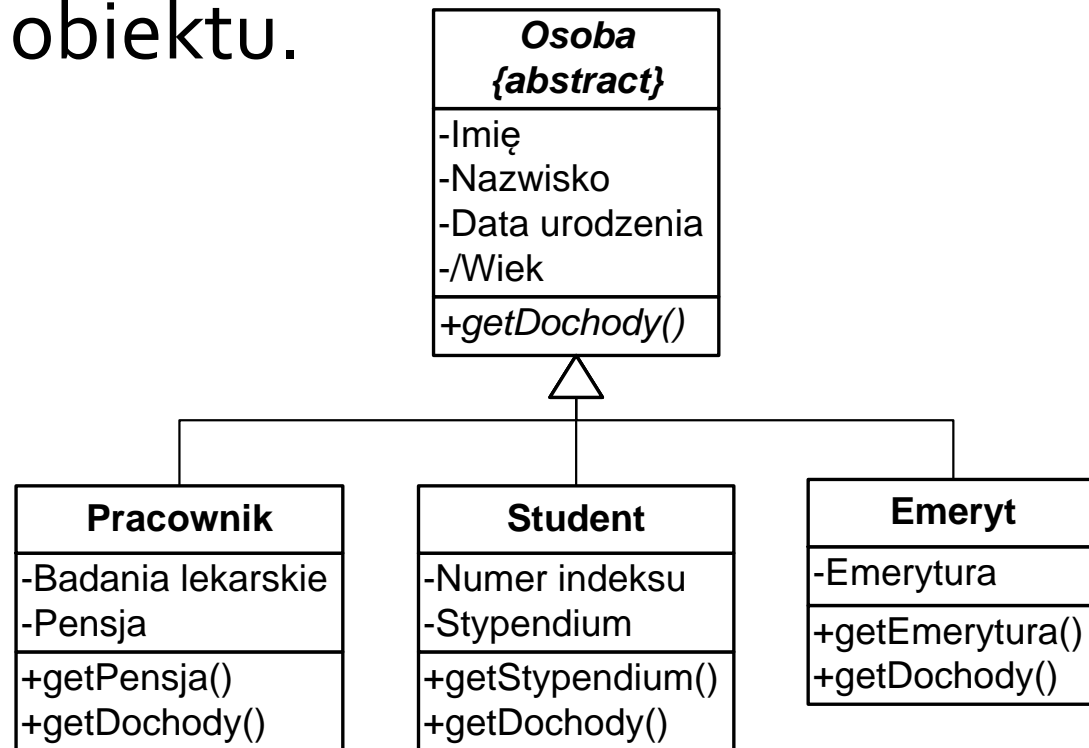 obiektu.
Osoba
{abstract}
-Imię
-Nazwisko
-Data urodzenia
-/Wiek
+getDochody()
Pracownik
-Badania lekarskie
-Pensja
+getPensja()
+getDochody()
Student
-Numer indeksu
-Stypendium
+getStypendium()
+getDochody()
Emeryt
-Emerytura
+getEmerytura()
+getDochody()